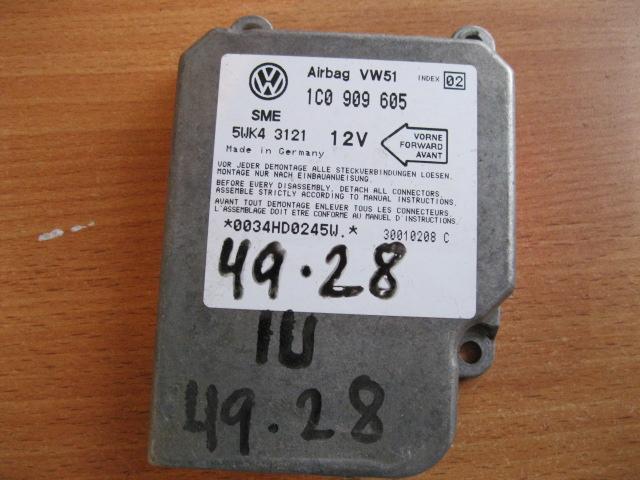 Airbag VW51 INDEX 02
1C0 909 605
SME
5WK4 3121 12V
VORNE
FORWARD
AVANT
Made in Germany
VOR JEDER DEMONTAGE ALLE STECKVERBINDUNGEN LOESEN.
MONTAGE NUR NACH EINBAUANWEISUNG.
BEFORE EVERY DISASSEMBLY, DETACH ALL CONNECTORS.
ASSEMBLE STRICTLY ACCORDING TO MANUAL INSTRUCTIONS.
AVANT TOUT DEMONTAGE ENLEVER TOUS LES CONNECTEURS.
L'ASSEMBLAGE DOIT ETRE CONFORME AU MANUEL D'INSTRUCTIONS.
*0034HD0245W.* 30010208 C
49.28
IU
49.28